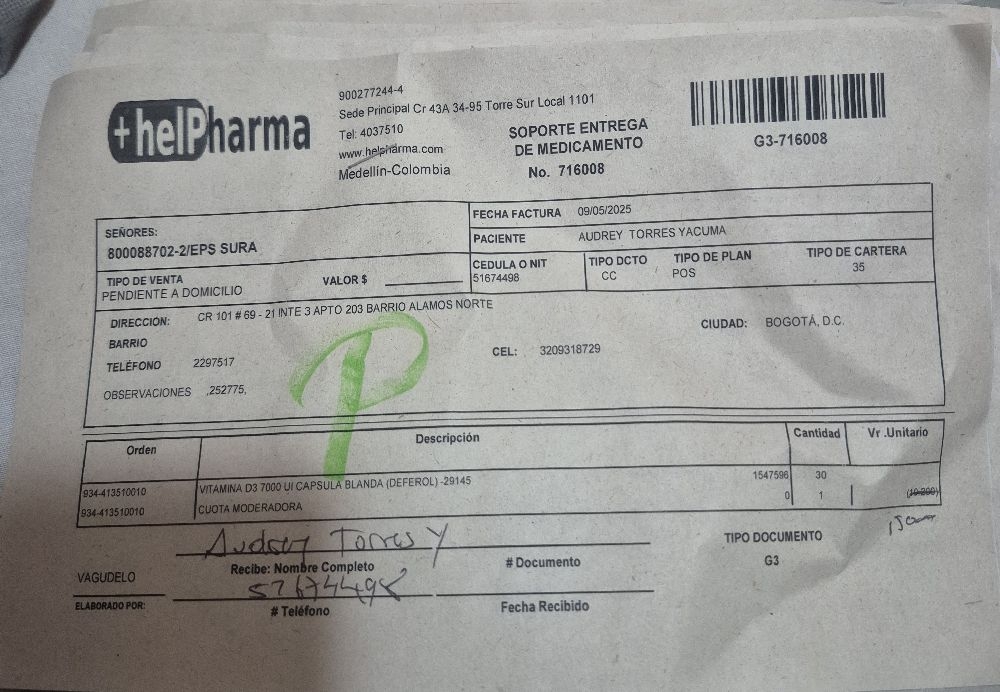 +helPharma
900277244-4
Sede Principal Cr 43A 34-95 Torre Sur Local 1101
Tel: 4037510
www.helpharma.com
Medellín-Colombia
SOPORTE ENTREGA
DE MEDICAMENTO
No. 716008
G3-716008
SEÑORES:
800088702-2/EPS SURA
FECHA FACTURA 09/05/2025
PACIENTE AUDREY TORRES YACUMA
TIPO DE VENTA
PENDIENTE A DOMICILIO
VALOR $
CEDULA O NIT
51674498
TIPO DCTO
CC
TIPO DE PLAN
POS
TIPO DE CARTERA
35
DIRECCIÓN: CR 101 # 69 - 21 INTE 3 APTO 203 BARRIO ALAMOS NORTE
BARRIO
CIUDAD: BOGOTÁ, D.C.
TELÉFONO 2297517
CEL: 3209318729
OBSERVACIONES ,252775,
P
Orden Descripción Cantidad Vr .Unitario
934-413510010 VITAMINA D3 7000 UI CAPSULA BLANDA (DEFEROL) -29145 1547596 30
934-413510010 CUOTA MODERADORA 0 1
Audrey Torres Y
Recibe: Nombre Completo
# Documento
TIPO DOCUMENTO
G3
VAGUDELO
51674498
ELABORADO POR:
# Teléfono
Fecha Recibido